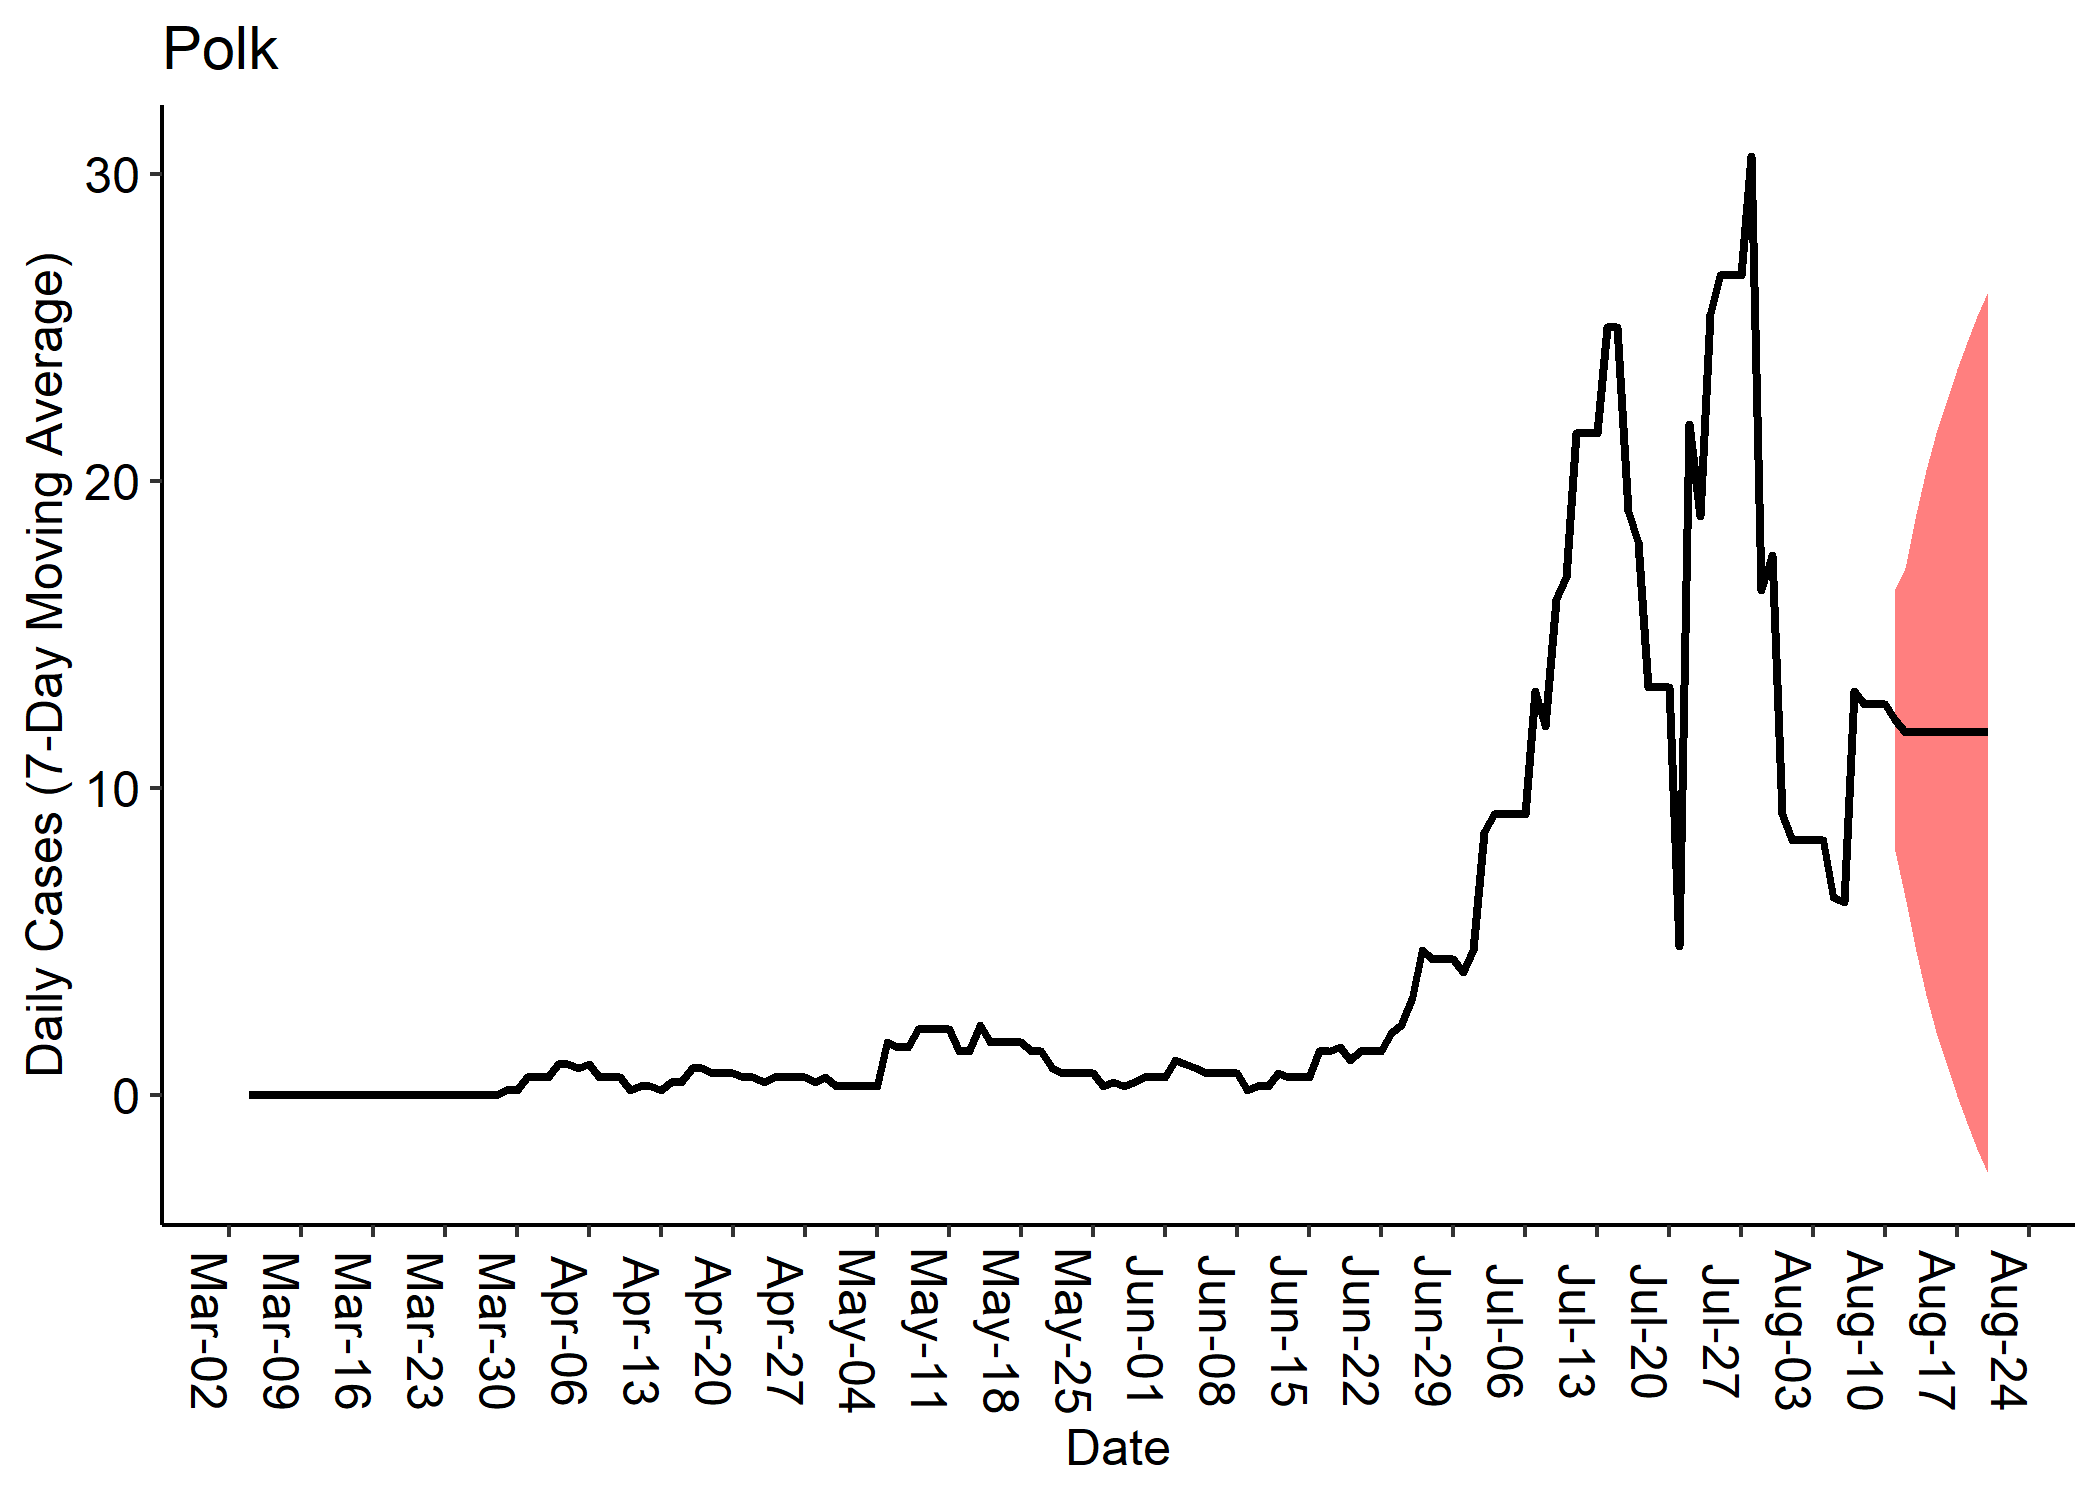 Polk
Daily Cases (7-Day Moving Average)
30
20
10
0
Mar-02
Mar-09
Mar-16
Mar-23
Mar-30
Apr-06
Apr-13
Apr-20
Apr-27
May-04
May-11
May-18
May-25
Jun-01
Jun-08
Jun-15
Jun-22
Jun-29
Jul-06
Jul-13
Jul-20
Jul-27
Aug-03
Aug-10
Aug-17
Aug-24
Date